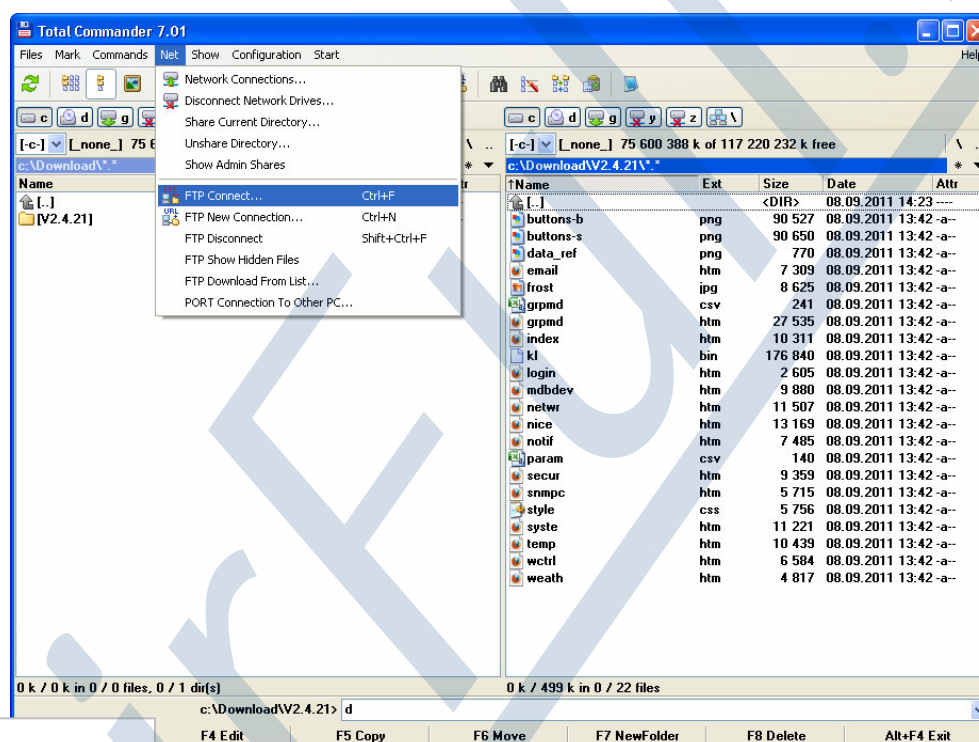 Total Commander 7.01
Files Mark Commands Net Show Configuration Start Help
Network Connections...
Disconnect Network Drives...
Share Current Directory...
Unshare Directory...
Show Admin Shares
FTP Connect... Ctrl+F
FTP New Connection... Ctrl+N
FTP Disconnect Shift+Ctrl+F
FTP Show Hidden Files
FTP Download From List...
PORT Connection To Other PC...
c d g
[-c-] [_none_] 75 6
c:\Download\*.*
Name
[..]
[V2.4.21]
0 k / 0 k in 0 / 0 files, 0 / 1 dir(s)
c d g y z \
[-c-] [_none_] 75 600 388 k of 117 220 232 k free \ ..
c:\Download\V2.4.21\*.* *
↑Name Ext Size Date Attr
[..] <DIR> 08.09.2011 14:23 ----
buttons-b png 90 527 08.09.2011 13:42 -a--
buttons-s png 90 650 08.09.2011 13:42 -a--
data_ref png 770 08.09.2011 13:42 -a--
email htm 7 309 08.09.2011 13:42 -a--
frost jpg 8 625 08.09.2011 13:42 -a--
grpmd csv 241 08.09.2011 13:42 -a--
grpmd htm 27 535 08.09.2011 13:42 -a--
index htm 10 311 08.09.2011 13:42 -a--
kl bin 176 840 08.09.2011 13:42 -a--
login htm 2 605 08.09.2011 13:42 -a--
mdbdev htm 9 880 08.09.2011 13:42 -a--
netwr htm 11 507 08.09.2011 13:42 -a--
nice htm 13 169 08.09.2011 13:42 -a--
notif htm 7 485 08.09.2011 13:42 -a--
param csv 140 08.09.2011 13:42 -a--
secur htm 9 359 08.09.2011 13:42 -a--
snmpc htm 5 715 08.09.2011 13:42 -a--
style css 5 756 08.09.2011 13:42 -a--
syste htm 11 221 08.09.2011 13:42 -a--
temp htm 10 439 08.09.2011 13:42 -a--
wctrl htm 6 584 08.09.2011 13:42 -a--
weath htm 4 817 08.09.2011 13:42 -a--
0 k / 499 k in 0 / 22 files
c:\Download\V2.4.21> d
F4 Edit F5 Copy F6 Move F7 NewFolder F8 Delete Alt+F4 Exit